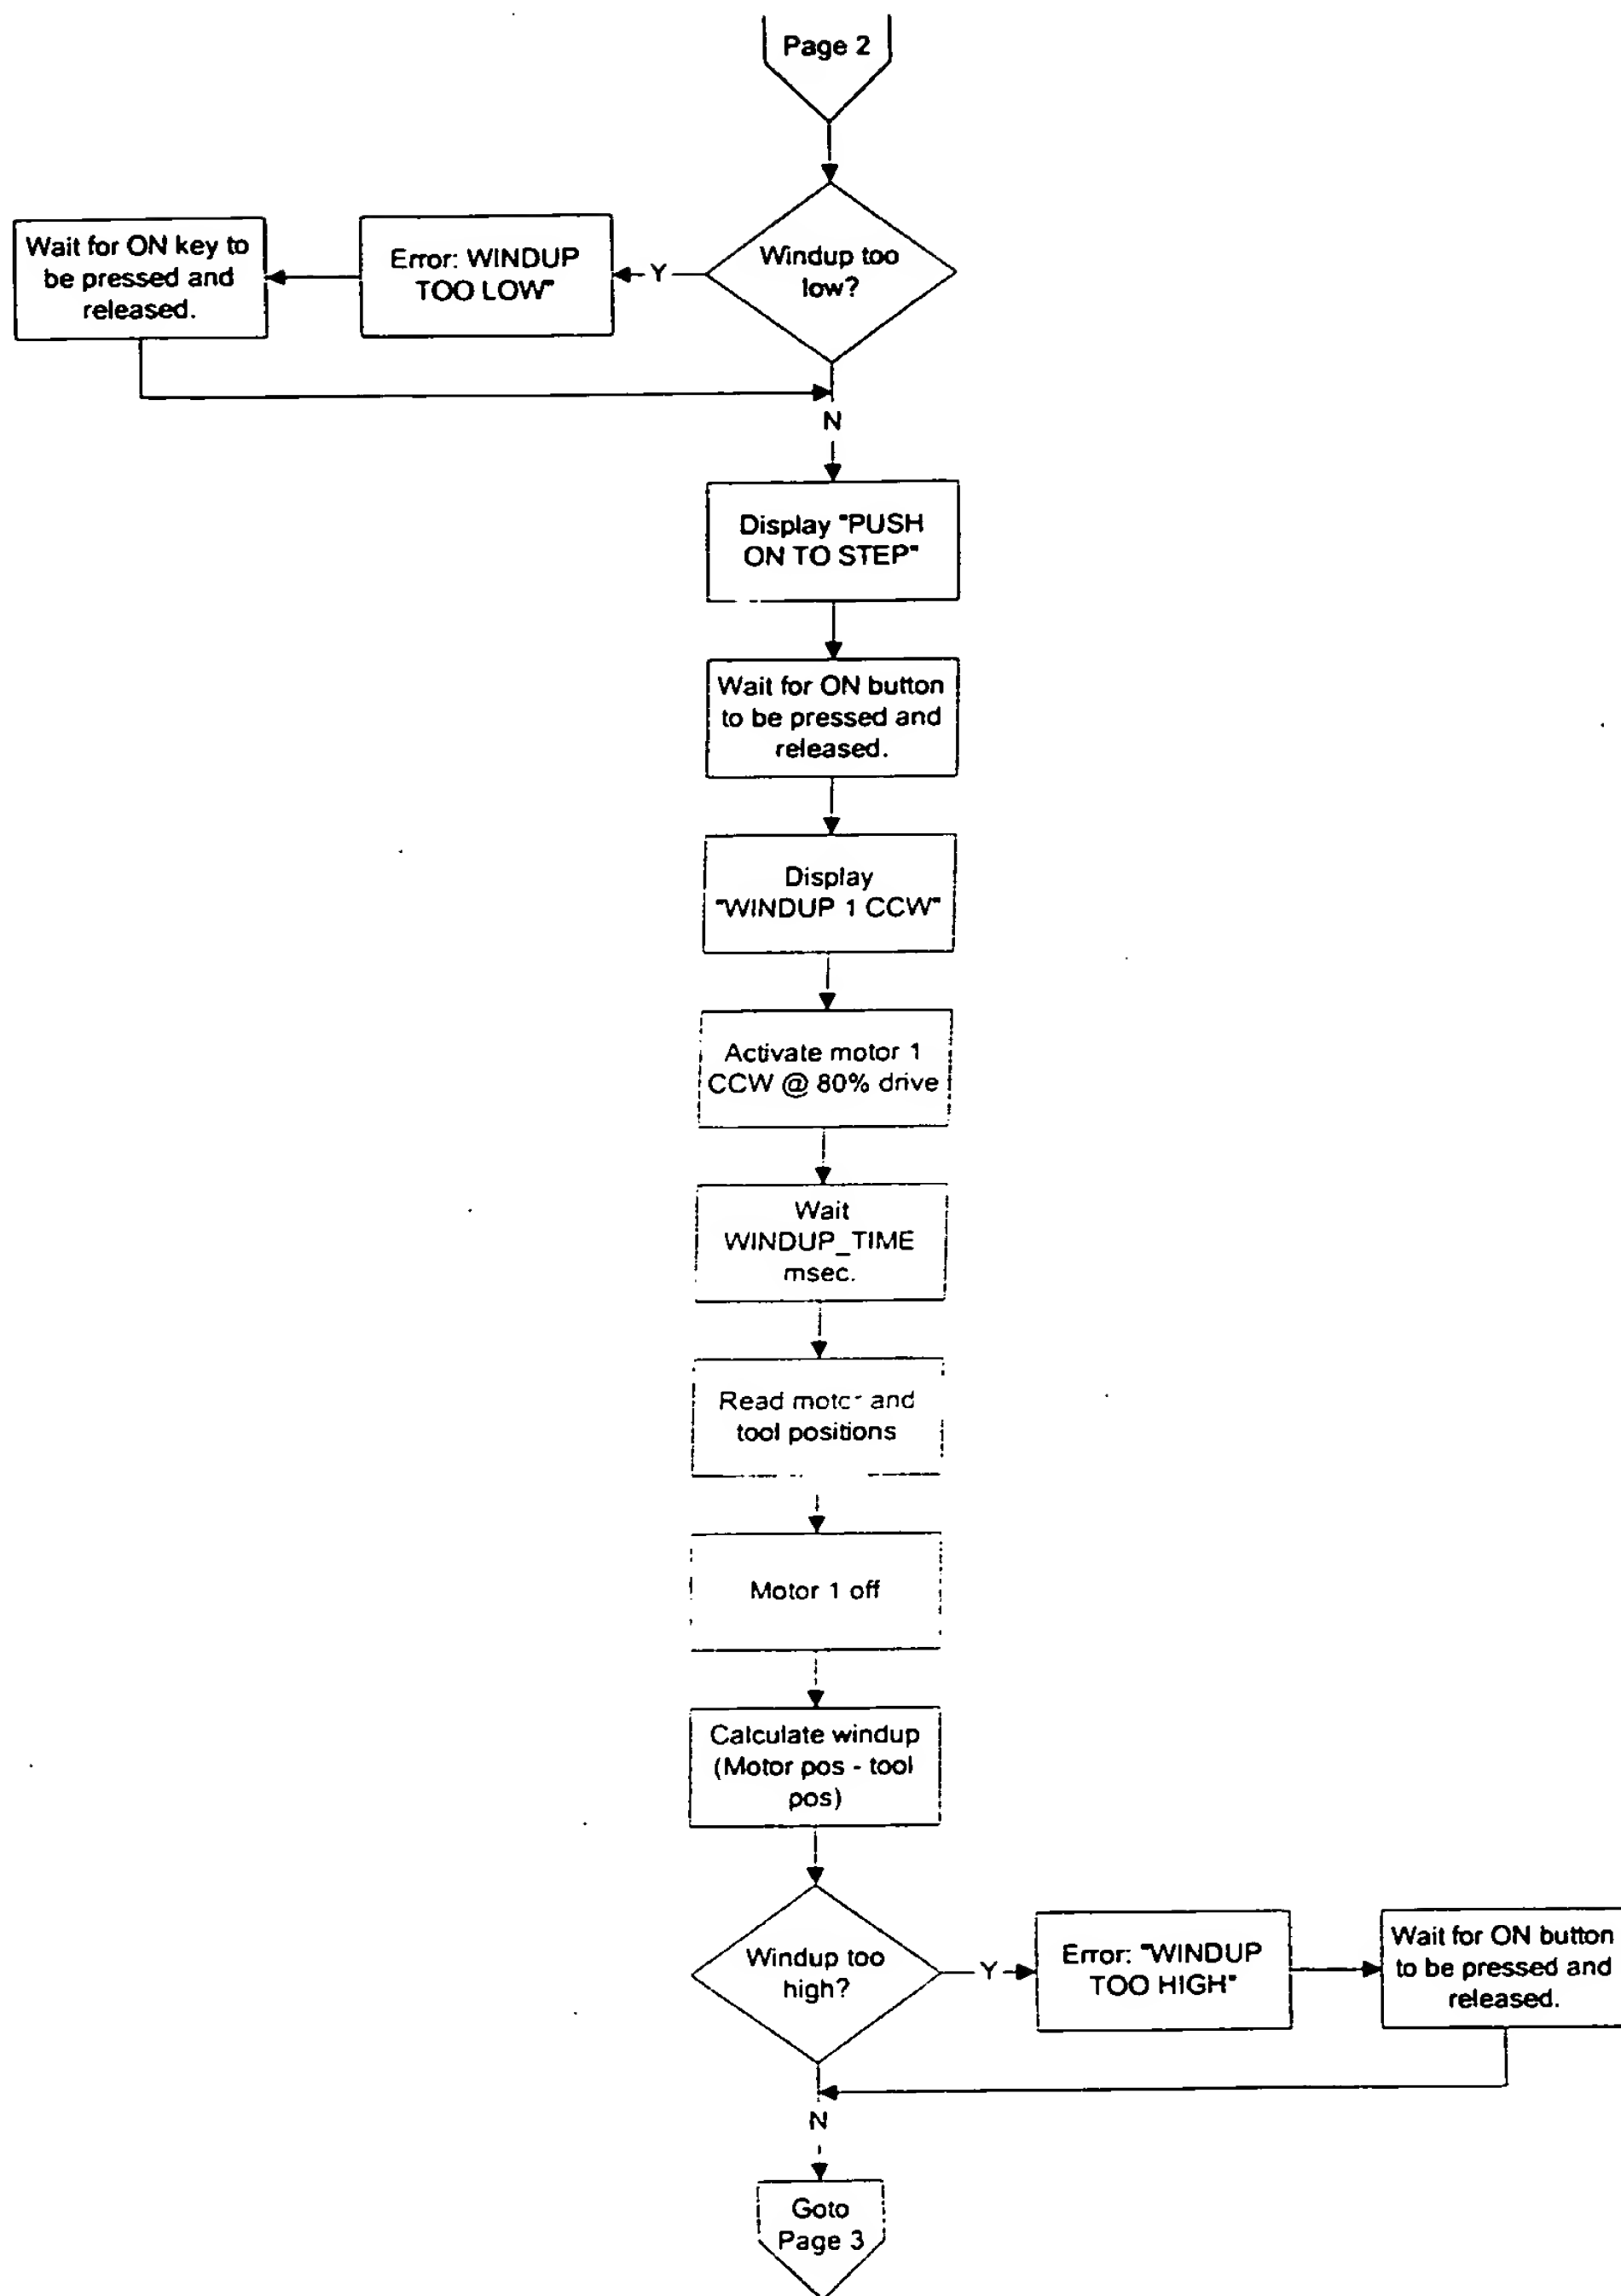 Page 2
Windup too
low?
Y
Error: WINDUP
TOO LOW"
Wait for ON key to
be pressed and
released.
N
Display "PUSH
ON TO STEP"
Wait for ON button
to be pressed and
released.
Display
"WINDUP 1 CCW"
Activate motor 1
CCW @ 80% drive
Wait
WINDUP_TIME
msec.
Read motor and
tool positions
Motor 1 off
Calculate windup
(Motor pos - tool
pos)
Windup too
high?
Y
Error: "WINDUP
TOO HIGH"
Wait for ON button
to be pressed and
released.
N
Goto
Page 3